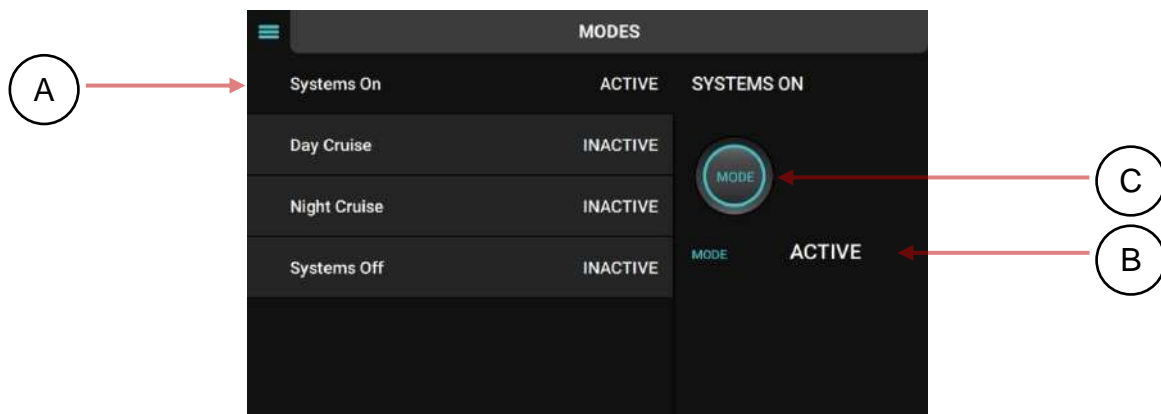 MODES
A
Systems On ACTIVE
SYSTEMS ON
Day Cruise INACTIVE
MODE
C
Night Cruise INACTIVE
MODE ACTIVE
B
Systems Off INACTIVE